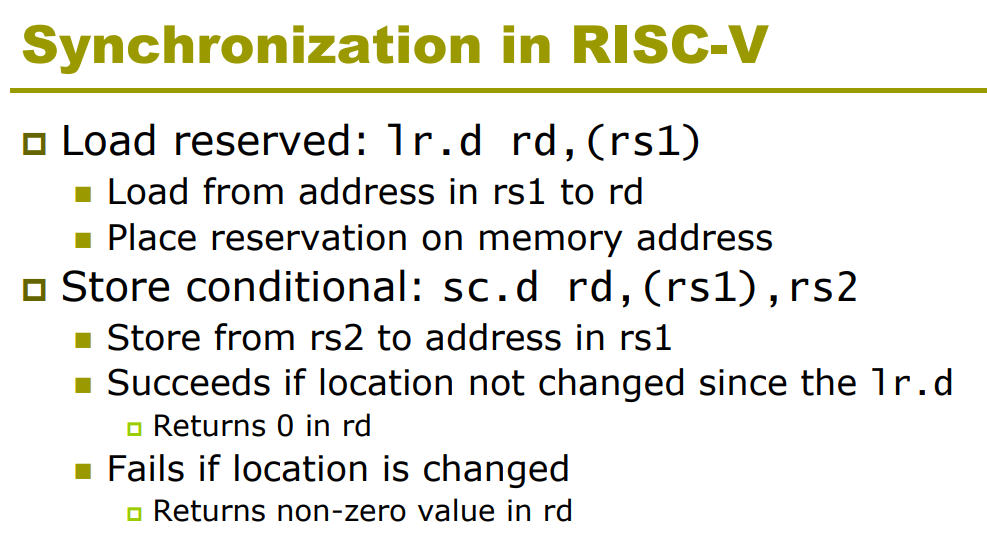 Synchronization in RISC-V
Load reserved: lr.d rd,(rs1)
Load from address in rs1 to rd
Place reservation on memory address
Store conditional: sc.d rd,(rs1),rs2
Store from rs2 to address in rs1
Succeeds if location not changed since the lr.d
Returns 0 in rd
Fails if location is changed
Returns non-zero value in rd